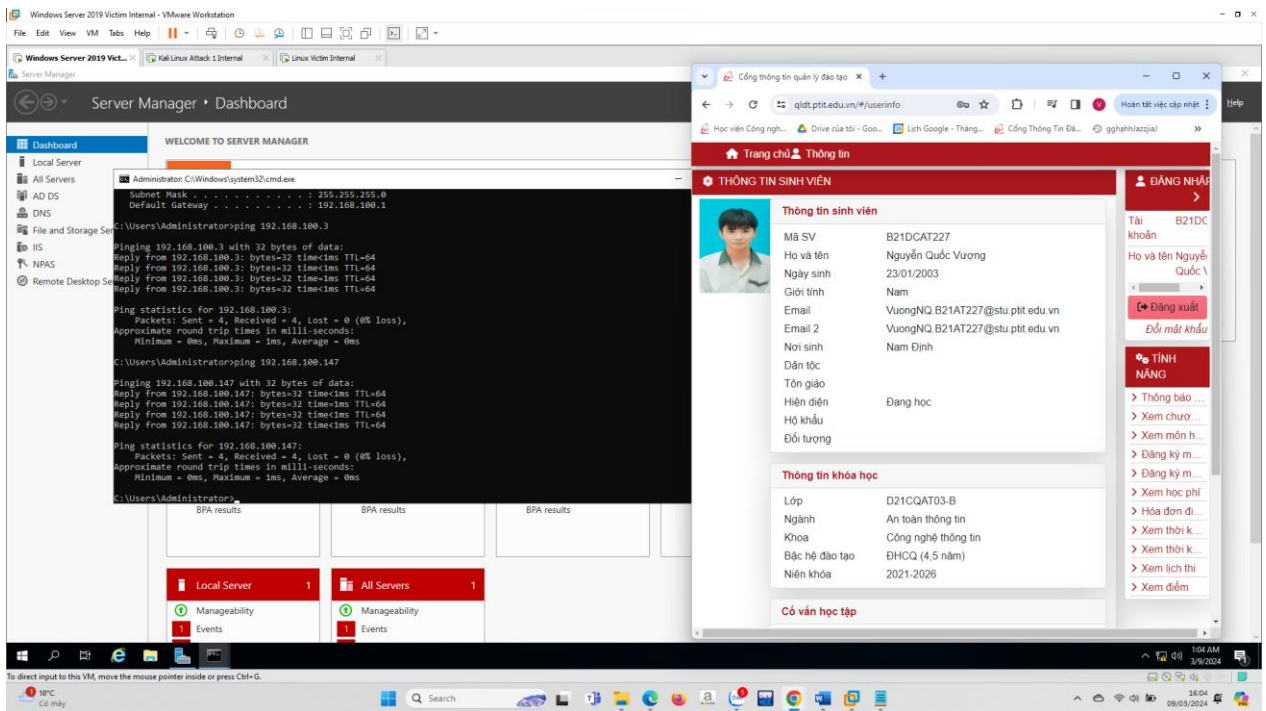 Windows Server 2019 Victim Internal - VMware Workstation
File Edit View VM Tabs Help
Windows Server 2019 Vict...
Kali Linux Attack 1 Internal
Linux Victim Internal
Server Manager
Server Manager • Dashboard
Help
Dashboard
Local Server
All Servers
AD DS
DNS
File and Storage Ser
IIS
NPAS
Remote Desktop Se
WELCOME TO SERVER MANAGER
Administrator: C:\Windows\system32\cmd.exe
Subnet Mask . . . . . . . . . . . : 255.255.255.0
Default Gateway . . . . . . . . . : 192.168.100.1
C:\Users\Administrator>ping 192.168.100.3
Pinging 192.168.100.3 with 32 bytes of data:
Reply from 192.168.100.3: bytes=32 time<1ms TTL=64
Reply from 192.168.100.3: bytes=32 time<1ms TTL=64
Reply from 192.168.100.3: bytes=32 time=1ms TTL=64
Reply from 192.168.100.3: bytes=32 time<1ms TTL=64
Ping statistics for 192.168.100.3:
Packets: Sent = 4, Received = 4, Lost = 0 (0% loss),
Approximate round trip times in milli-seconds:
Minimum = 0ms, Maximum = 1ms, Average = 0ms
C:\Users\Administrator>ping 192.168.100.147
Pinging 192.168.100.147 with 32 bytes of data:
Reply from 192.168.100.147: bytes=32 time<1ms TTL=64
Reply from 192.168.100.147: bytes=32 time=1ms TTL=64
Reply from 192.168.100.147: bytes=32 time<1ms TTL=64
Reply from 192.168.100.147: bytes=32 time<1ms TTL=64
Ping statistics for 192.168.100.147:
Packets: Sent = 4, Received = 4, Lost = 0 (0% loss),
Approximate round trip times in milli-seconds:
Minimum = 0ms, Maximum = 1ms, Average = 0ms
C:\Users\Administrator>_
BPA results
BPA results
BPA results
Local Server 1
Manageability
1 Events
All Servers 1
Manageability
1 Events
Cổng thông tin quản lý đào tạo
qldt.ptit.edu.vn/#/userinfo
Hoàn tất việc cập nhật
Học viện Công ngh...
Drive của tôi - Goo...
Lịch Google - Tháng...
Cổng Thông Tin Đà...
Trang chủ
Thông tin
THÔNG TIN SINH VIÊN
Thông tin sinh viên
Mã SV B21DCAT227
Họ và tên Nguyễn Quốc Vượng
Ngày sinh 23/01/2003
Giới tính Nam
Email VuongNQ.B21AT227@stu.ptit.edu.vn
Email 2 VuongNQ.B21AT227@stu.ptit.edu.vn
Nơi sinh Nam Định
Dân tộc
Tôn giáo
Hiện diện Đang học
Hộ khẩu
Đối tượng
Thông tin khóa học
Lớp D21CQAT03-B
Ngành An toàn thông tin
Khoa Công nghệ thông tin
Bậc hệ đào tạo ĐHCQ (4,5 năm)
Niên khóa 2021-2026
Cố vấn học tập
ĐĂNG NHẬP
Tài khoản B21DC
Họ và tên Nguyễ
Quốc V
Đăng xuất
Đổi mật khẩu
TÍNH NĂNG
Thông báo ...
Xem chươ...
Xem môn h...
Đăng ký m...
Đăng ký m...
Xem học phí
Hóa đơn đi...
Xem thời k...
Xem thời k...
Xem lịch thi
Xem điểm
1:04 AM
3/9/2024
To direct input to this VM, move the mouse pointer inside or press Ctrl+G.
18°C
Có mây
Search
16:04
09/03/2024